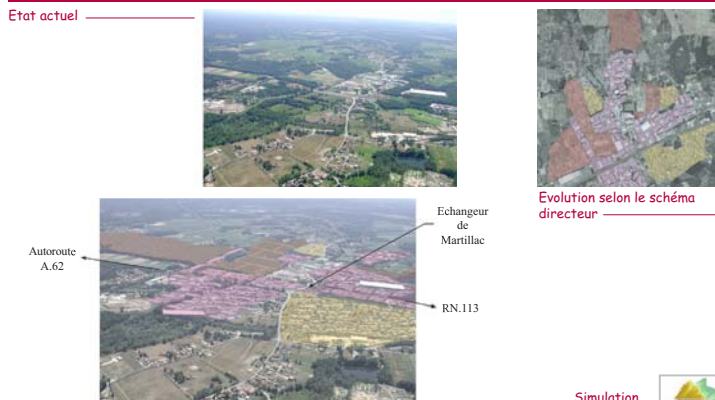 Etat actuel
Evolution selon le schéma
directeur
Echangeur
de
Martillac
Autoroute
A.62
RN.113
Simulation